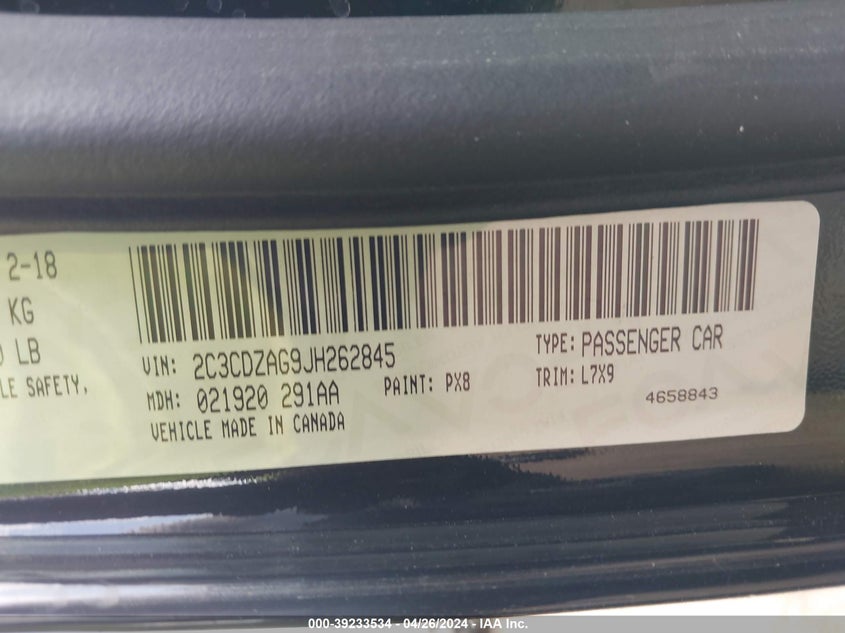 2-18
KG
LB
LE SAFETY,
VIN: 2C3CDZAG9JH262845
TYPE: PASSENGER CAR
MDH: 021920 291AA
PAINT: PX8
TRIM: L7X9
VEHICLE MADE IN CANADA
4658843
000-39233534 - 04/26/2024 - IAA Inc.